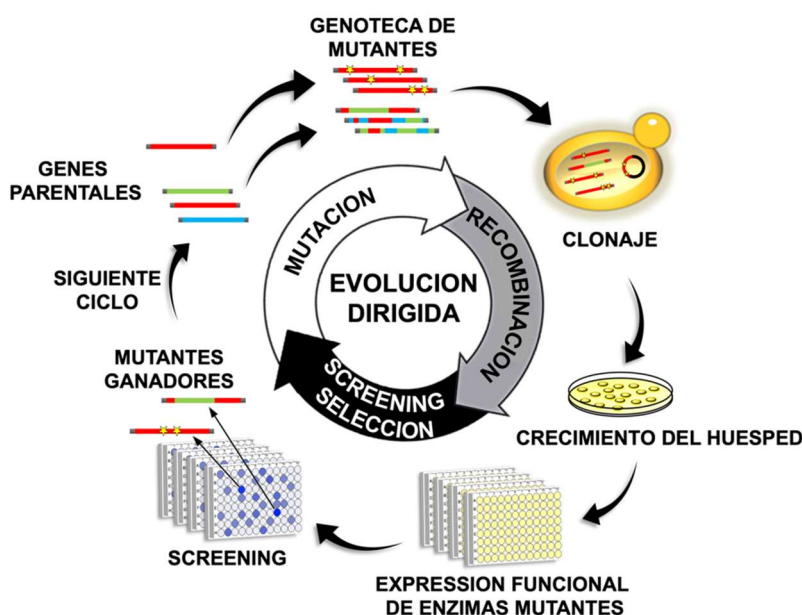 GENOTECA DE
MUTANTES
GENES
PARENTALES
CLONAJE
MUTACION
RECOMBINACION
EVOLUCION
DIRIGIDA
SIGUIENTE
CICLO
SCREENING
SELECCION
MUTANTES
GANADORES
CRECIMIENTO DEL HUESPED
SCREENING
EXPRESSION FUNCIONAL
DE ENZIMAS MUTANTES